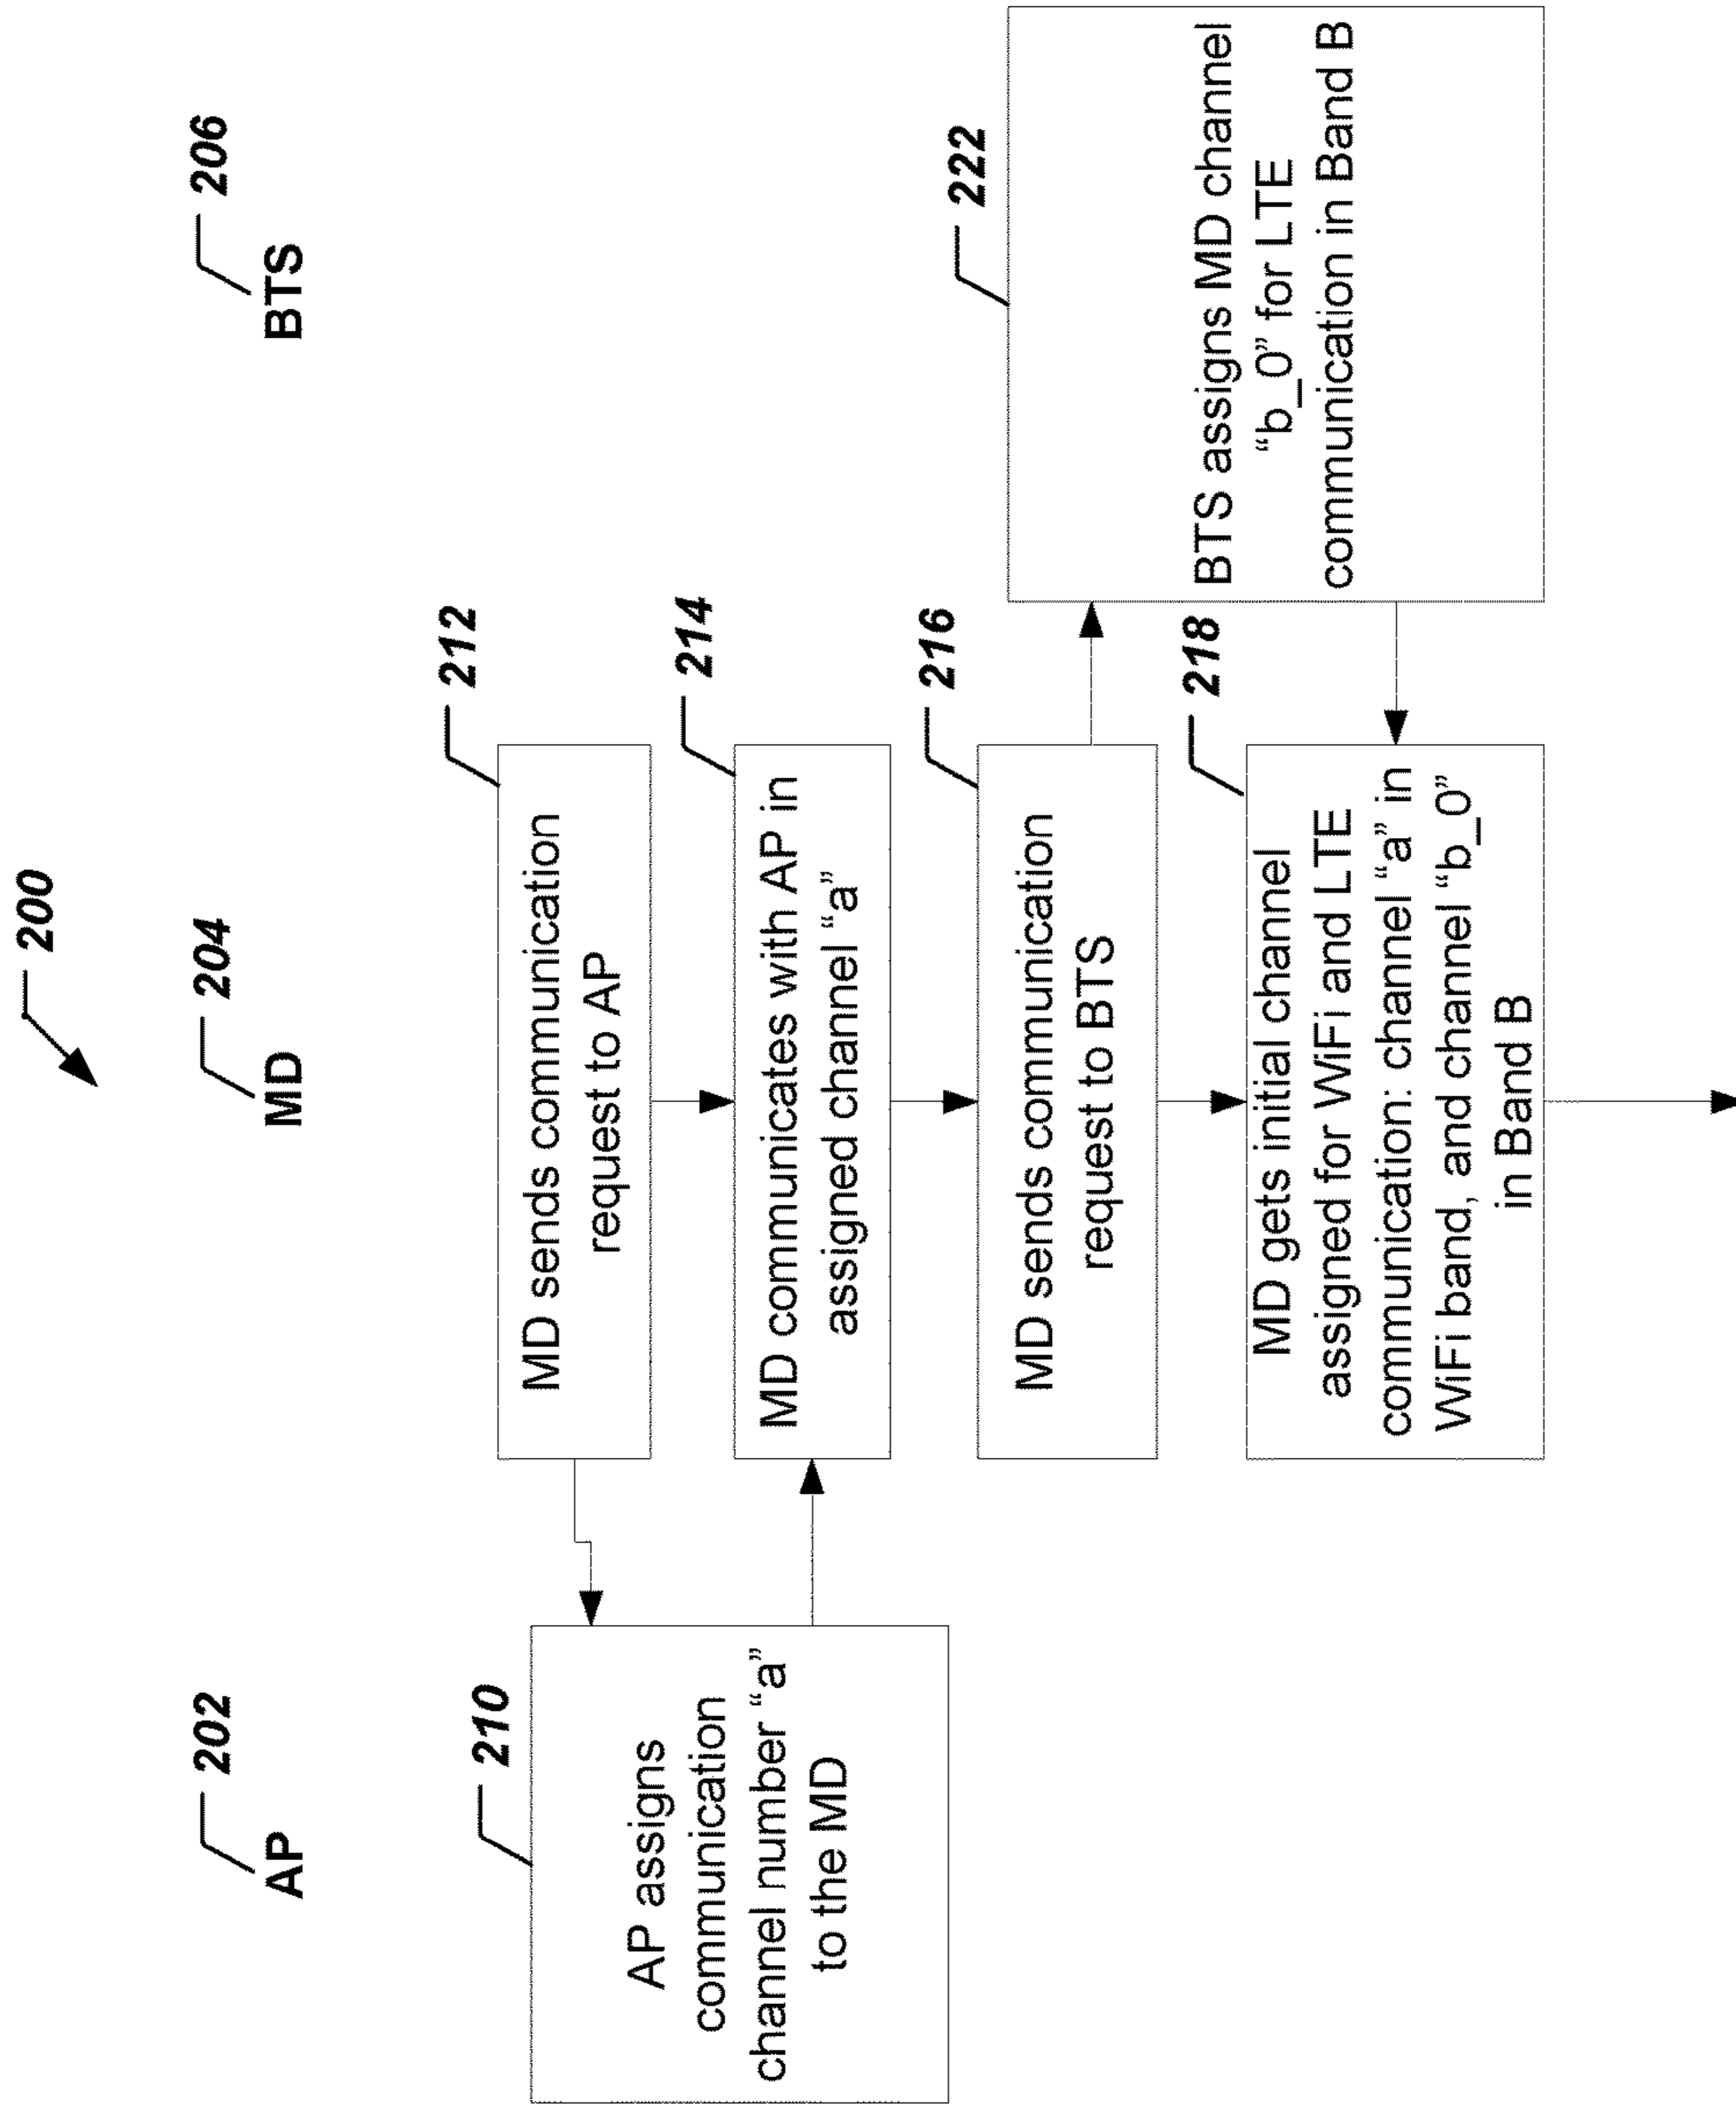 200
202
AP
204
MD
206
BTS
212
MD sends communication
request to AP
210
AP assigns
communication
channel number “a”
to the MD
214
MD communicates with AP in
assigned channel “a”
216
MD sends communication
request to BTS
222
BTS assigns MD channel
“b_0” for LTE
communication in Band B
218
MD gets initial channel
assigned for WiFi and LTE
communication: channel “a” in
WiFi band, and channel “b_0”
in Band B